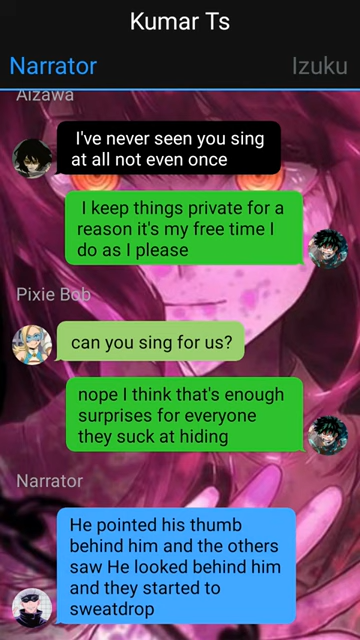 Kumar Ts
Narrator
Izuku
Aizawa
I've never seen you sing
at all not even once
I keep things private for a
reason it's my free time I
do as I please
Pixie Bob
can you sing for us?
nope I think that's enough
surprises for everyone
they suck at hiding
Narrator
He pointed his thumb
behind him and the others
saw He looked behind him
and they started to
sweatdrop